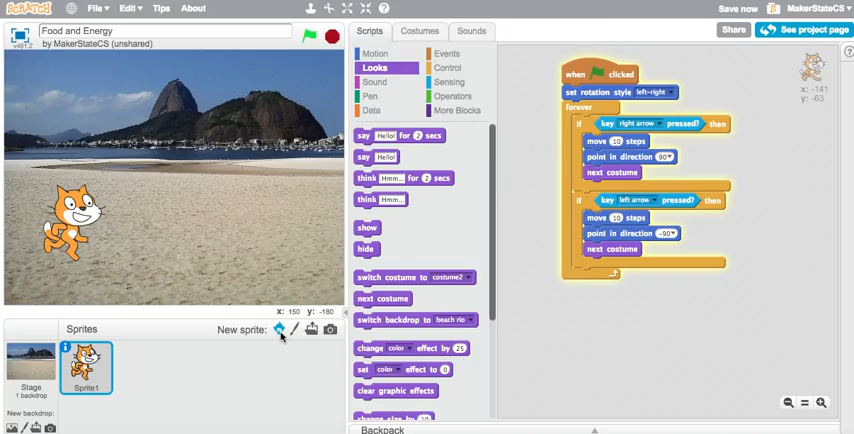 SCRATCH File Edit Tips About Save now MakerStateCS
Food and Energy
v461.2 by MakerStateCS (unshared)
Scripts Costumes Sounds Share See project page
Motion Events
Looks Control
Sound Sensing
Pen Operators
Data More Blocks
say Hello! for 2 secs
say Hello!
think Hmm... for 2 secs
think Hmm...
show
hide
switch costume to costume2
next costume
switch backdrop to beach rio
change color effect by 25
set color effect to 0
clear graphic effects
change size by 10
when clicked
set rotation style left-right
forever
if key right arrow pressed? then
move 10 steps
point in direction 90
next costume
if key left arrow pressed? then
move 10 steps
point in direction -90
next costume
x: -141
y: -63
x: 150 y: -180
Sprites New sprite:
Stage
1 backdrop
Sprite1
New backdrop:
Backpack